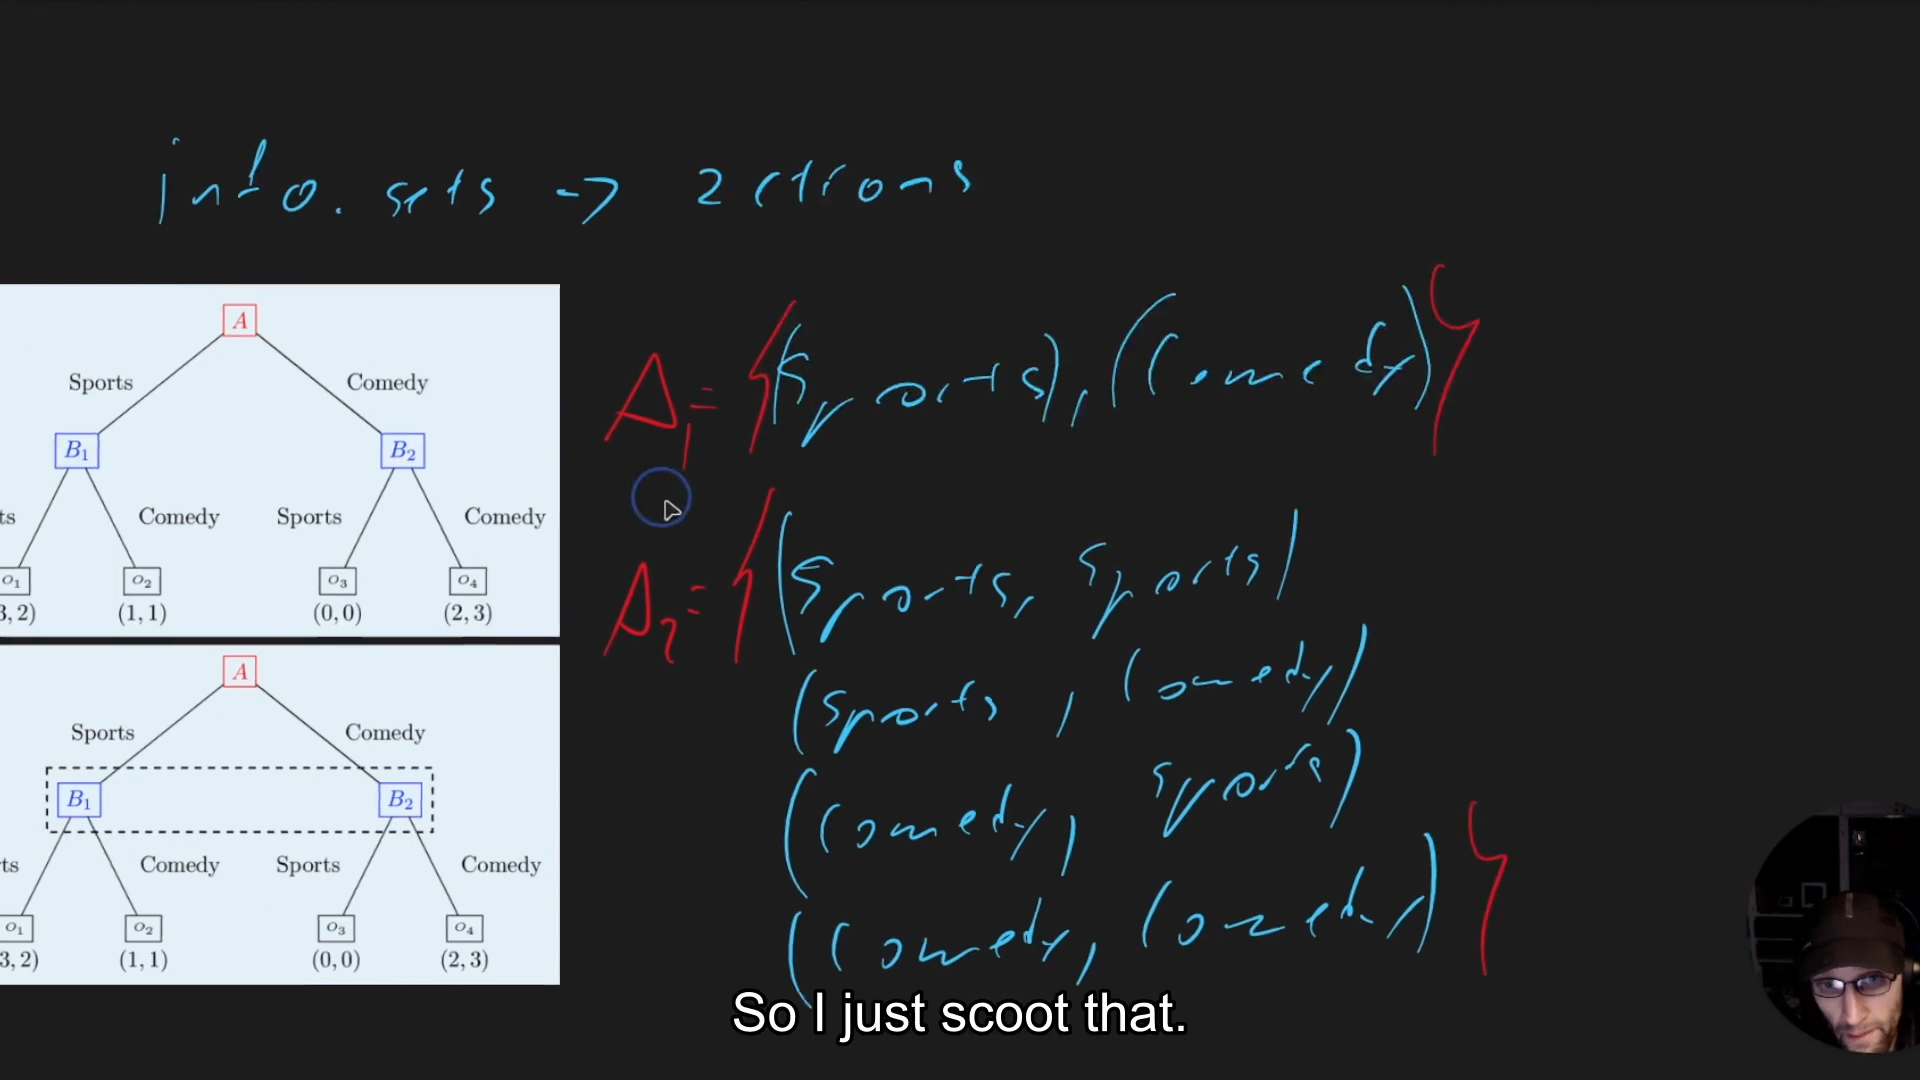 info. sets -> actions
A
Sports Comedy
B1 B2
ts Comedy Sports Comedy
o1 o2 o3 o4
3, 2) (1, 1) (0, 0) (2, 3)
A
Sports Comedy
B1 B2
ts Comedy Sports Comedy
o1 o2 o3 o4
3, 2) (1, 1) (0, 0) (2, 3)
A1 = {(Sports), (Comedy)}
A2 = {(Sports, Sports)
(Sports, Comedy)
(Comedy, Sports)
(Comedy, Comedy)}
So I just scoot that.